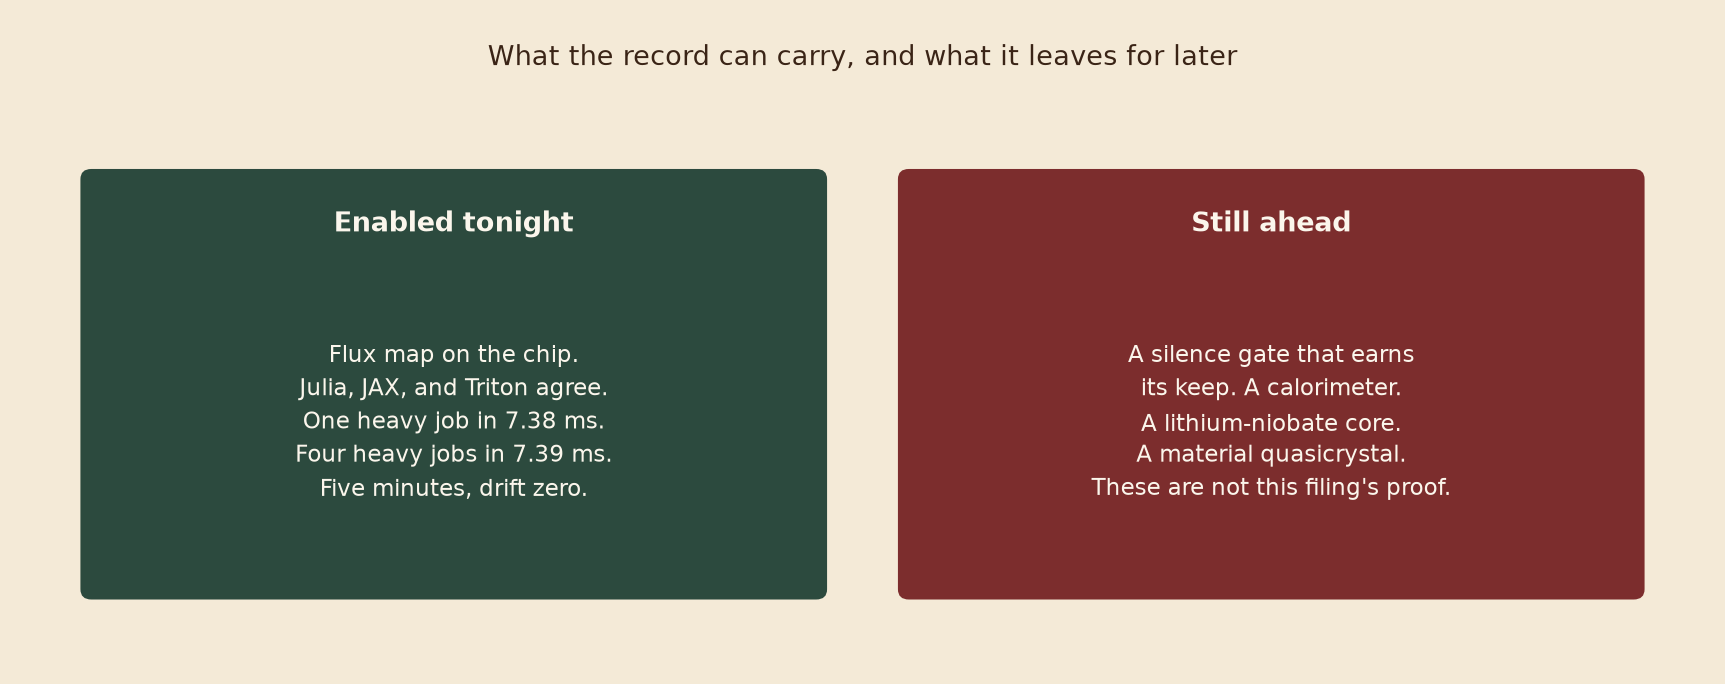 What the record can carry, and what it leaves for later
Enabled tonight
Flux map on the chip.
Julia, JAX, and Triton agree.
One heavy job in 7.38 ms.
Four heavy jobs in 7.39 ms.
Five minutes, drift zero.
Still ahead
A silence gate that earns
its keep. A calorimeter.
A lithium-niobate core.
A material quasicrystal.
These are not this filing's proof.